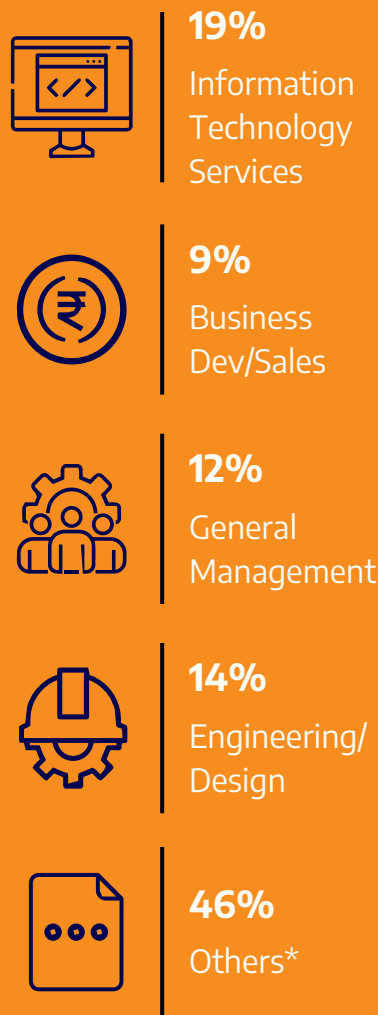 19%
Information
Technology
Services
9%
Business
Dev/Sales
12%
General
Management
14%
Engineering/
Design
46%
Others*